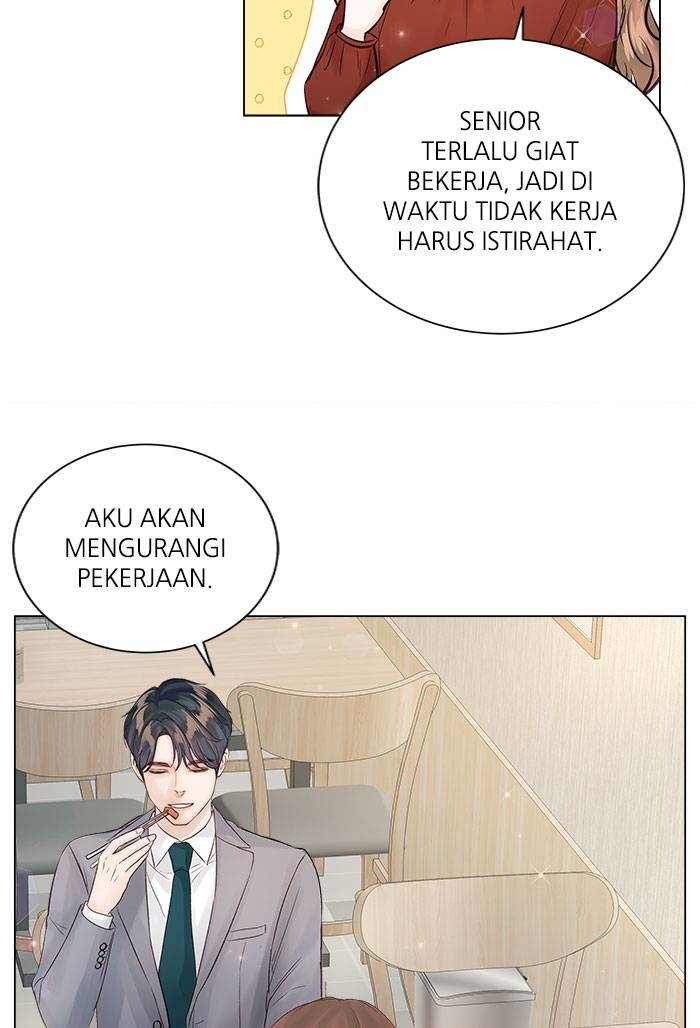 SENIOR
TERLALU GIAT
BEKERJA, JADI DI
WAKTU TIDAK KERJA
HARUS ISTIRAHAT.
AKU AKAN
MENGURANGI
PEKERJAAN.